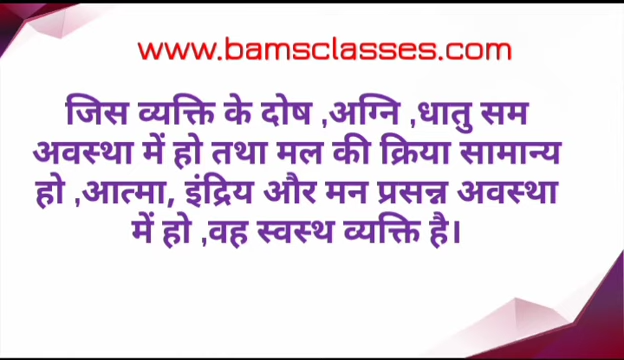 www.bamsclasses.com
जिस व्यक्ति के दोष ,अग्नि ,धातु सम
अवस्था में हो तथा मल की क्रिया सामान्य
हो ,आत्मा, इंद्रिय और मन प्रसन्न अवस्था
में हो ,वह स्वस्थ व्यक्ति है।